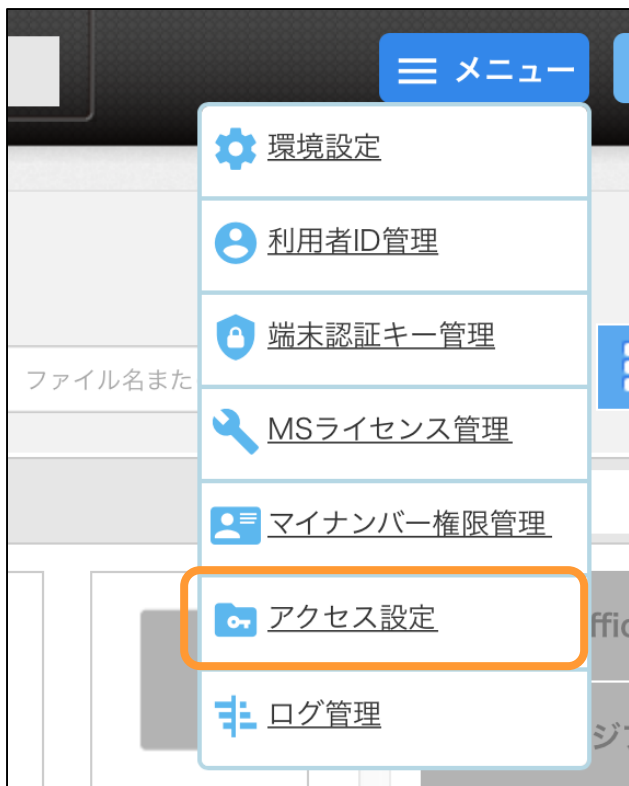 メニュー
環境設定
利用者ID管理
端末認証キー管理
ファイル名また
MSライセンス管理
マイナンバー権限管理
アクセス設定
ffic
ログ管理
ジ